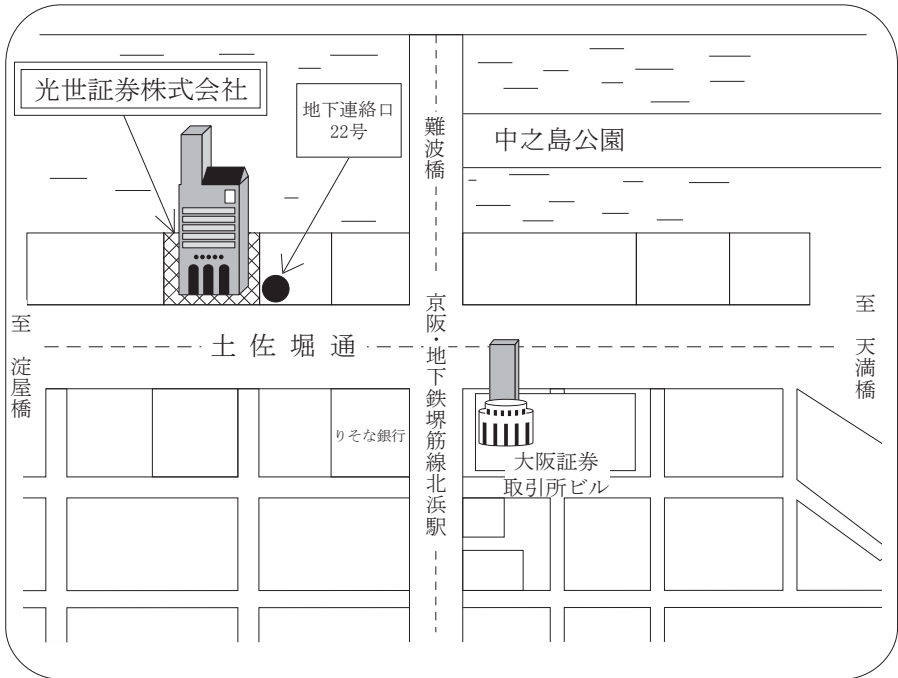 光世証券株式会社
地下連絡口
22号
難波橋
中之島公園
至 淀屋橋
土佐堀通
京阪・地下鉄堺筋線北浜駅
至 天満橋
りそな銀行
大阪証券
取引所ビル